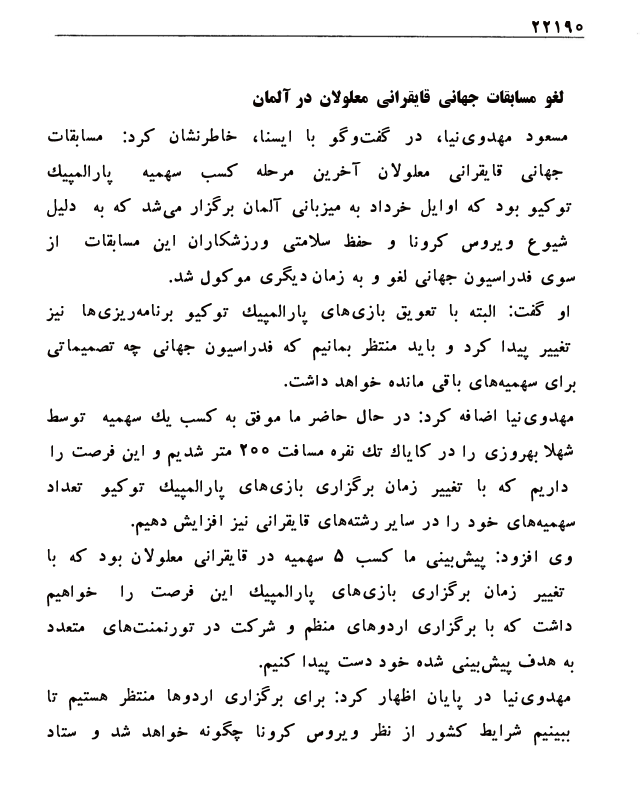 ۲۲۱۹۵
لغو مسابقات جهانی قایقرانی معلولان در آلمان
مسعود مهدوی‌نیا، در گفت‌وگو با ایسنا، خاطرنشان کرد: مسابقات
جهانی قایقرانی معلولان آخرین مرحله کسب سهمیه پارالمپیك
توکیو بود که اوایل خرداد به میزبانی آلمان برگزار می‌شد که به دلیل
شیوع ویروس کرونا و حفظ سلامتی ورزشکاران این مسابقات از
سوی فدراسیون جهانی لغو و به زمان دیگری موکول شد.
او گفت: البته با تعویق بازی‌های پارالمپیك توکیو برنامه‌ریزی‌ها نیز
تغییر پیدا کرد و باید منتظر بمانیم که فدراسیون جهانی چه تصمیماتی
برای سهمیه‌های باقی مانده خواهد داشت.
مهدوی‌نیا اضافه کرد: در حال حاضر ما موفق به کسب یك سهمیه توسط
شهلا بهروزی را در کایاك تك نفره مسافت ۲۰۰ متر شدیم و این فرصت را
داریم که با تغییر زمان برگزاری بازی‌های پارالمپیك توکیو تعداد
سهمیه‌های خود را در سایر رشته‌های قایقرانی نیز افزایش دهیم.
وی افزود: پیش‌بینی ما کسب ۵ سهمیه در قایقرانی معلولان بود که با
تغییر زمان برگزاری بازی‌های پارالمپیك این فرصت را خواهیم
داشت که با برگزاری اردوهای منظم و شرکت در تورنمنت‌های متعدد
به هدف پیش‌بینی شده خود دست پیدا کنیم.
مهدوی‌نیا در پایان اظهار کرد: برای برگزاری اردوها منتظر هستیم تا
ببینیم شرایط کشور از نظر ویروس کرونا چگونه خواهد شد و ستاد